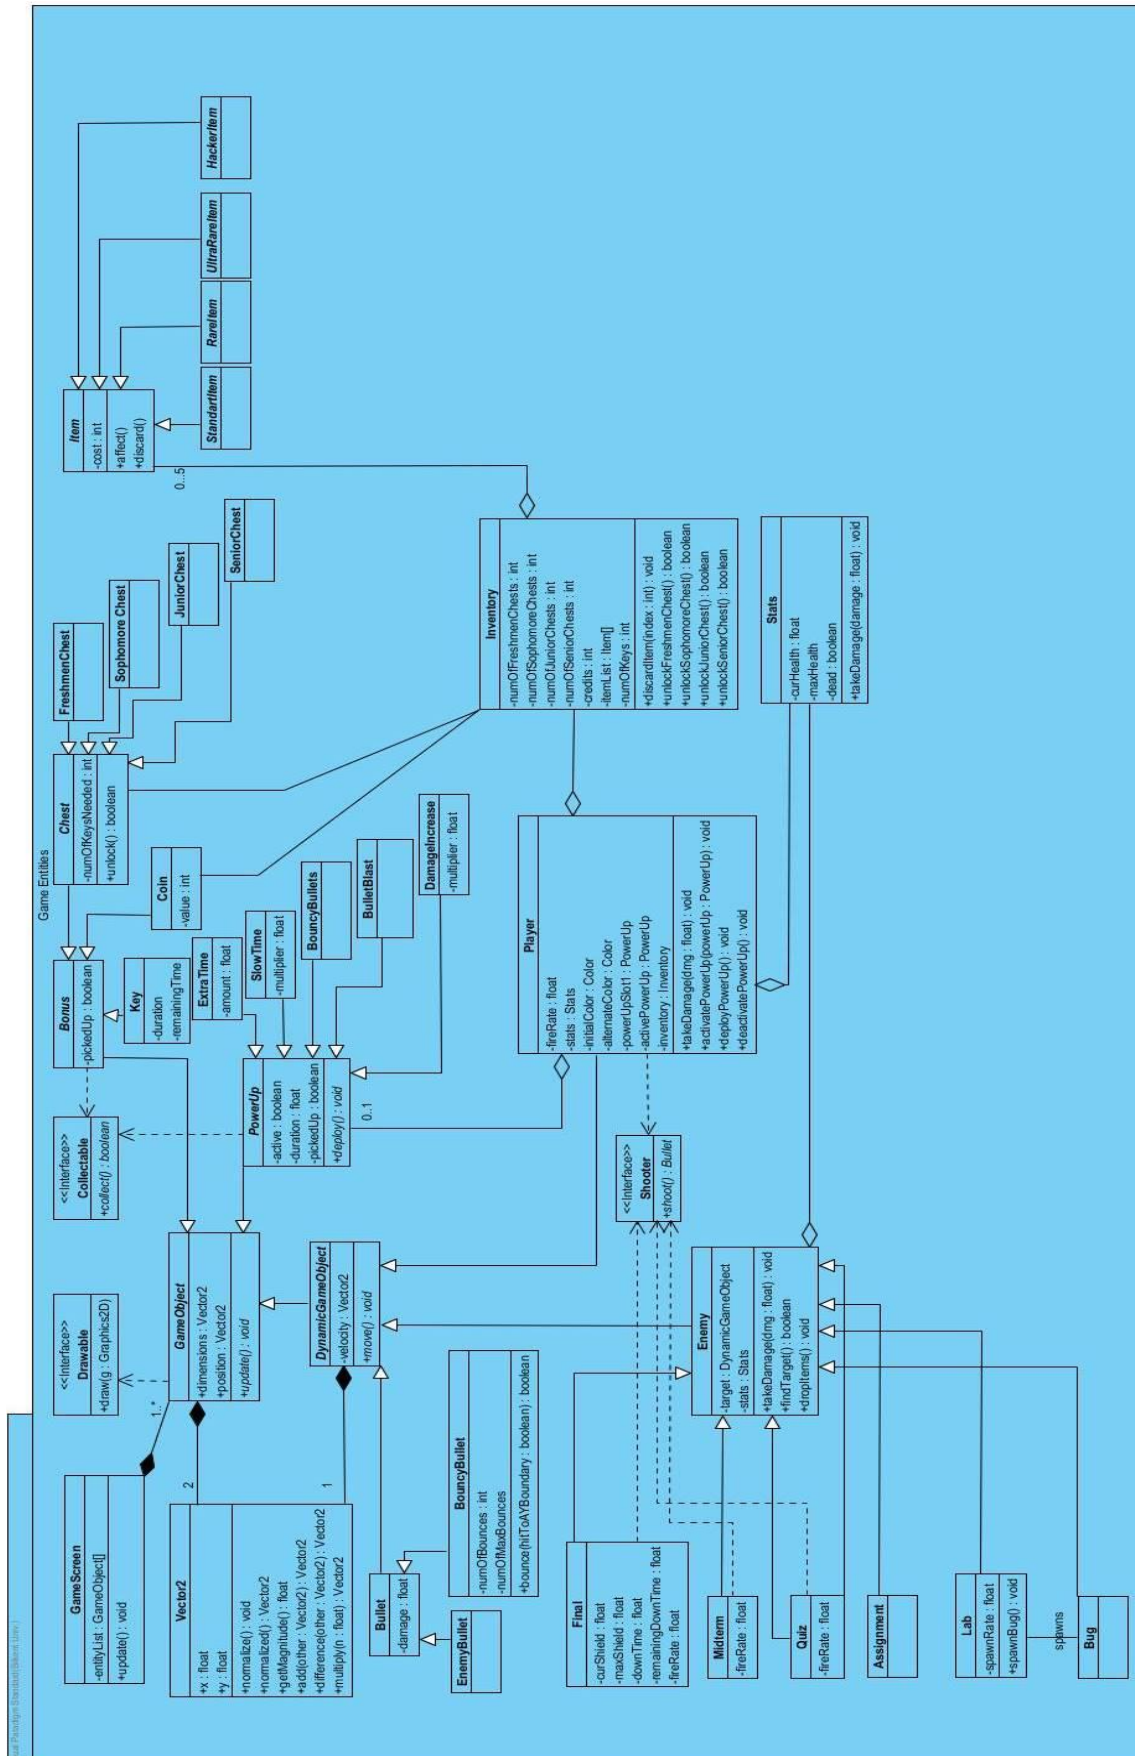 Game Entities
GameScreen
-entityList : GameObject[]
+update() : void
<<Interface>>
Drawable
+draw(g : Graphics2D)
1..*
<<Interface>>
Collectable
+collect() : boolean
Bonus
-pickedUp : boolean
Chest
-numOfKeysNeeded : int
+unlock() : boolean
FreshmenChest
Sophomore Chest
JuniorChest
SeniorChest
Item
-cost : int
+affect()
+discard()
0...5
StandartItem
RareItem
UltraRareItem
HackerItem
Key
-duration
-remainingTime
Coin
-value : int
Vector2
+x : float
+y : float
+normalize() : void
+normalized() : Vector2
+getMagnitude() : float
+add(other : Vector2) : Vector2
+difference(other : Vector2) : Vector2
+multiply(n : float) : Vector2
2
1
GameObject
+dimensions : Vector2
+position : Vector2
+update() : void
ExtraTime
-amount : float
SlowTime
-multiplier : float
BouncyBullets
BulletBlast
DamageIncrease
-multiplier : float
PowerUp
-active : boolean
-duration : float
-pickedUp : boolean
+deploy() : void
0..1
DynamicGameObject
-velocity : Vector2
+move() : void
Bullet
-damage : float
EnemyBullet
BouncyBullet
-numOfBounces : int
-numOfMaxBounces
+bounce(hitToAYBoundary : boolean) : boolean
Inventory
-numOfFreshmenChests : int
-numOfSophomoreChests : int
-numOfJuniorChests : int
-numOfSeniorChests : int
-credits : int
-itemList : Item[]
-numOfKeys : int
+discardItem(index : int) : void
+unlockFreshmenChest() : boolean
+unlockSophomoreChest() : boolean
+unlockJuniorChest() : boolean
+unlockSeniorChest() : boolean
Player
-fireRate : float
-stats : Stats
-initialColor : Color
-alternateColor : Color
-powerUpSlot1 : PowerUp
-activePowerUp : PowerUp
-inventory : Inventory
+takeDamage(dmg : float) : void
+activatePowerUp(powerUp : PowerUp) : void
+deployPowerUp() : void
+deactivatePowerUp() : void
<<Interface>>
Shooter
+shoot() : Bullet
Stats
-curHealth : float
-maxHealth
-dead : boolean
+takeDamage(damage : float) : void
Enemy
-target : DynamicGameObject
-stats : Stats
+takeDamage(dmg : float) : void
+findTarget() : boolean
+dropItems() : void
Final
-curShield : float
-maxShield : float
-downTime : float
-remainingDownTime : float
-fireRate : float
Midterm
-fireRate : float
Quiz
-fireRate : float
Assignment
Lab
-spawnRate : float
+spawnBug() : void
spawns
Bug